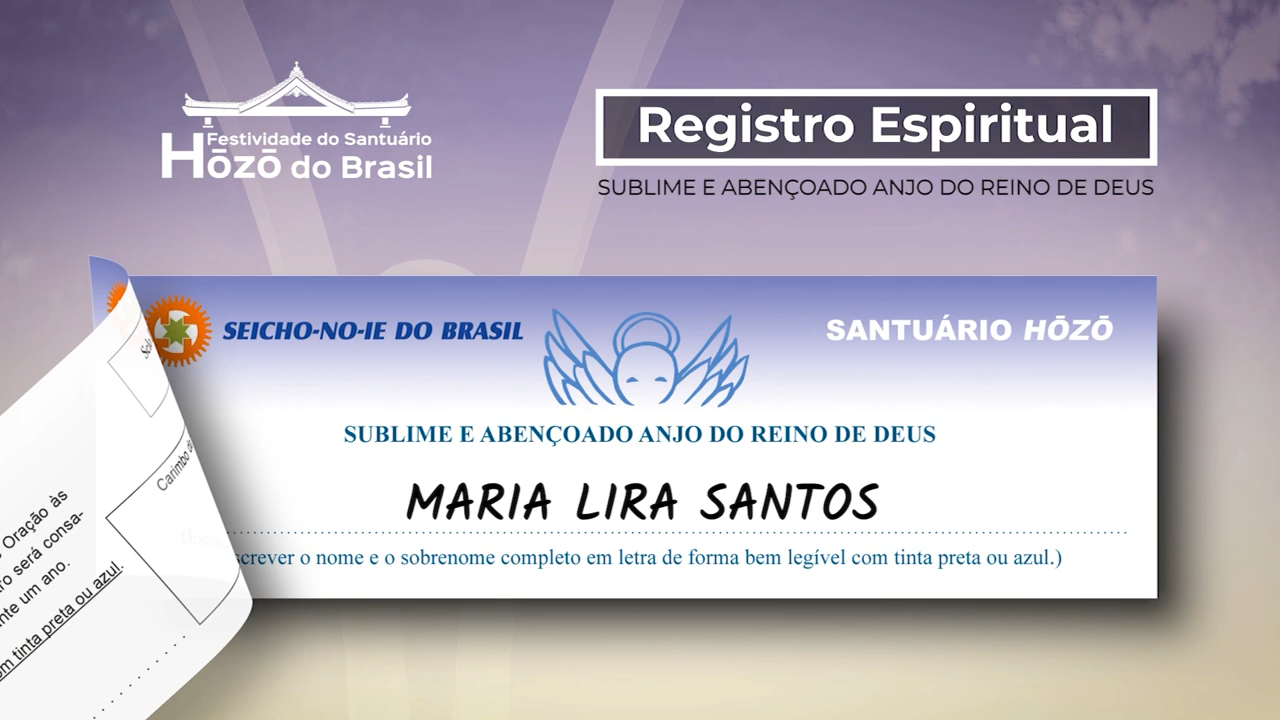 Festividade do Santuário
Hōzō do Brasil
Registro Espiritual
SUBLIME E ABENÇOADO ANJO DO REINO DE DEUS
SEICHO-NO-IE DO BRASIL
SANTUÁRIO HŌZŌ
SUBLIME E ABENÇOADO ANJO DO REINO DE DEUS
MARIA LIRA SANTOS
screver o nome e o sobrenome completo em letra de forma bem legível com tinta preta ou azul.)
Carimbo
Oração às
ro será consa-
nte um ano.
om tinta preta ou azul.